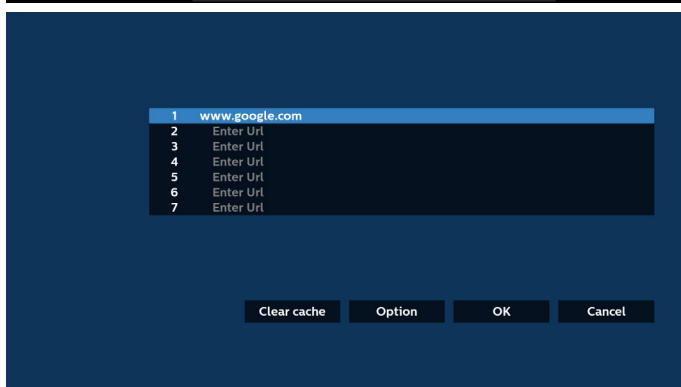 1 www.google.com
2 Enter Url
3 Enter Url
4 Enter Url
5 Enter Url
6 Enter Url
7 Enter Url
Clear cache Option OK Cancel